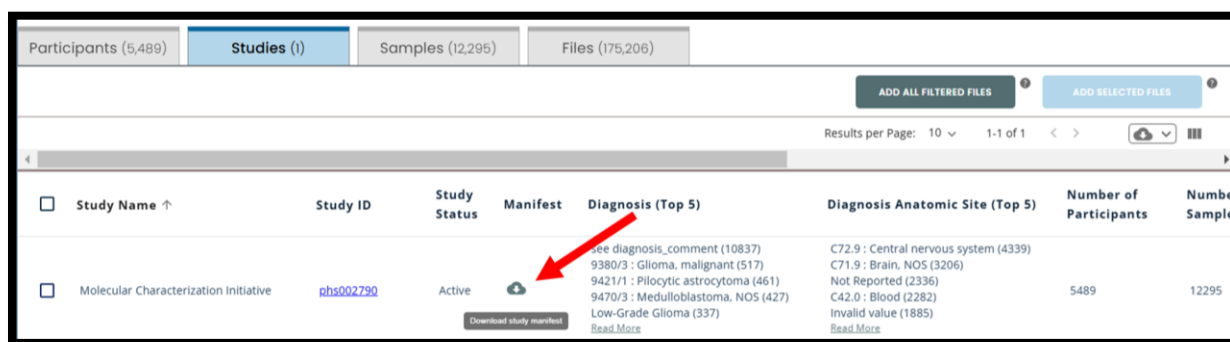 Participants (5,489) Studies (1) Samples (12,295) Files (175,206)
ADD ALL FILTERED FILES ? ADD SELECTED FILES ?
Results per Page: 10 1-1 of 1 < >
Study Name ↑ Study ID Study Status Manifest Diagnosis (Top 5) Diagnosis Anatomic Site (Top 5) Number of Participants Numbe Sample
see diagnosis_comment (10837) C72.9 : Central nervous system (4339)
9380/3 : Glioma, malignant (517) C71.9 : Brain, NOS (3206)
Molecular Characterization Initiative phs002790 Active 9421/1 : Pilocytic astrocytoma (461) Not Reported (2336) 5489 12295
9470/3 : Medulloblastoma, NOS (427) C42.0 : Blood (2282)
Download study manifest Low-Grade Glioma (337) Invalid value (1885)
Read More Read More